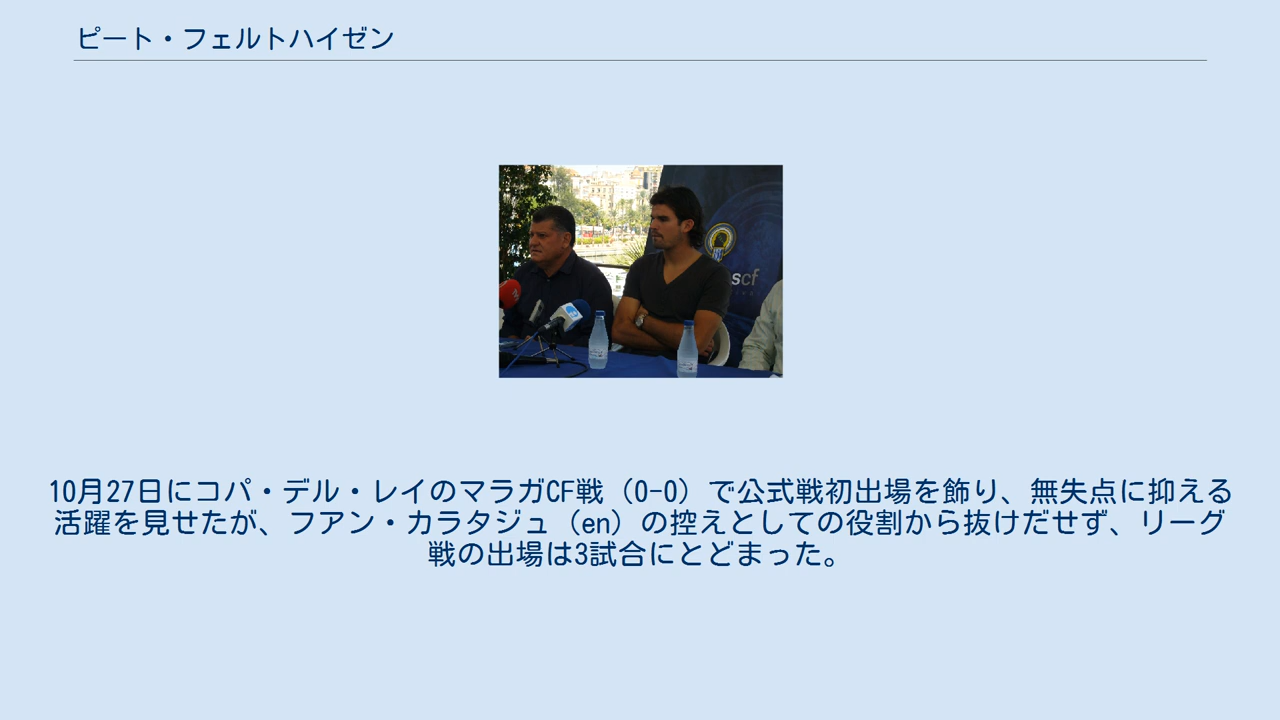 ピート・フェルトハイゼン
scf
10月27日にコパ・デル・レイのマラガCF戦（0-0）で公式戦初出場を飾り、無失点に抑える
活躍を見せたが、フアン・カラタジュ（en）の控えとしての役割から抜けだせず、リーグ
戦の出場は3試合にとどまった。